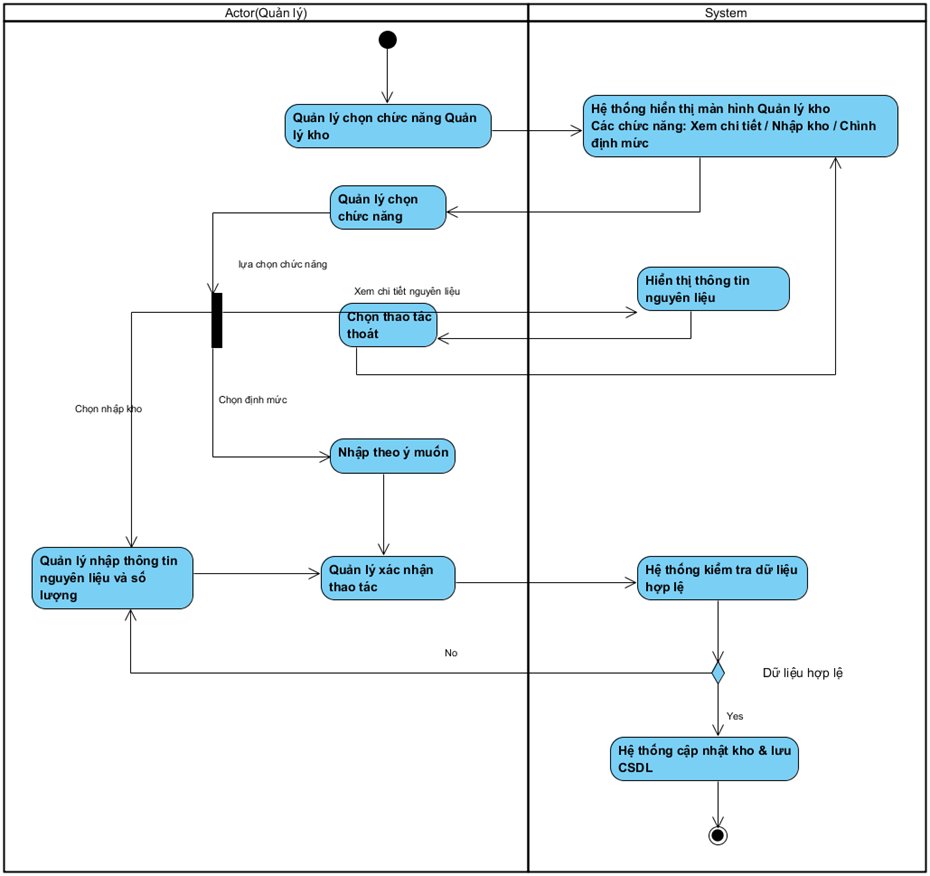 Actor(Quản lý)
System
Quản lý chọn chức năng Quản
lý kho
Hệ thống hiển thị màn hình Quản lý kho
Các chức năng: Xem chi tiết / Nhập kho / Chỉnh
định mức
Quản lý chọn
chức năng
lựa chọn chức năng
Xem chi tiết nguyên liệu
Hiển thị thông tin
nguyên liệu
Chọn thao tác
thoát
Chọn nhập kho
Chọn định mức
Nhập theo ý muốn
Quản lý nhập thông tin
nguyên liệu và số
lượng
Quản lý xác nhận
thao tác
Hệ thống kiểm tra dữ liệu
hợp lệ
No
Dữ liệu hợp lệ
Yes
Hệ thống cập nhật kho & lưu
CSDL